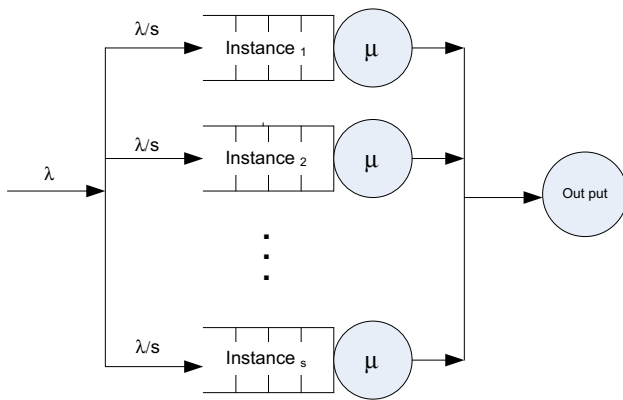 λ/s
Instance 1
μ
λ/s
Instance 2
μ
λ
Out put
λ/s
Instance s
μ